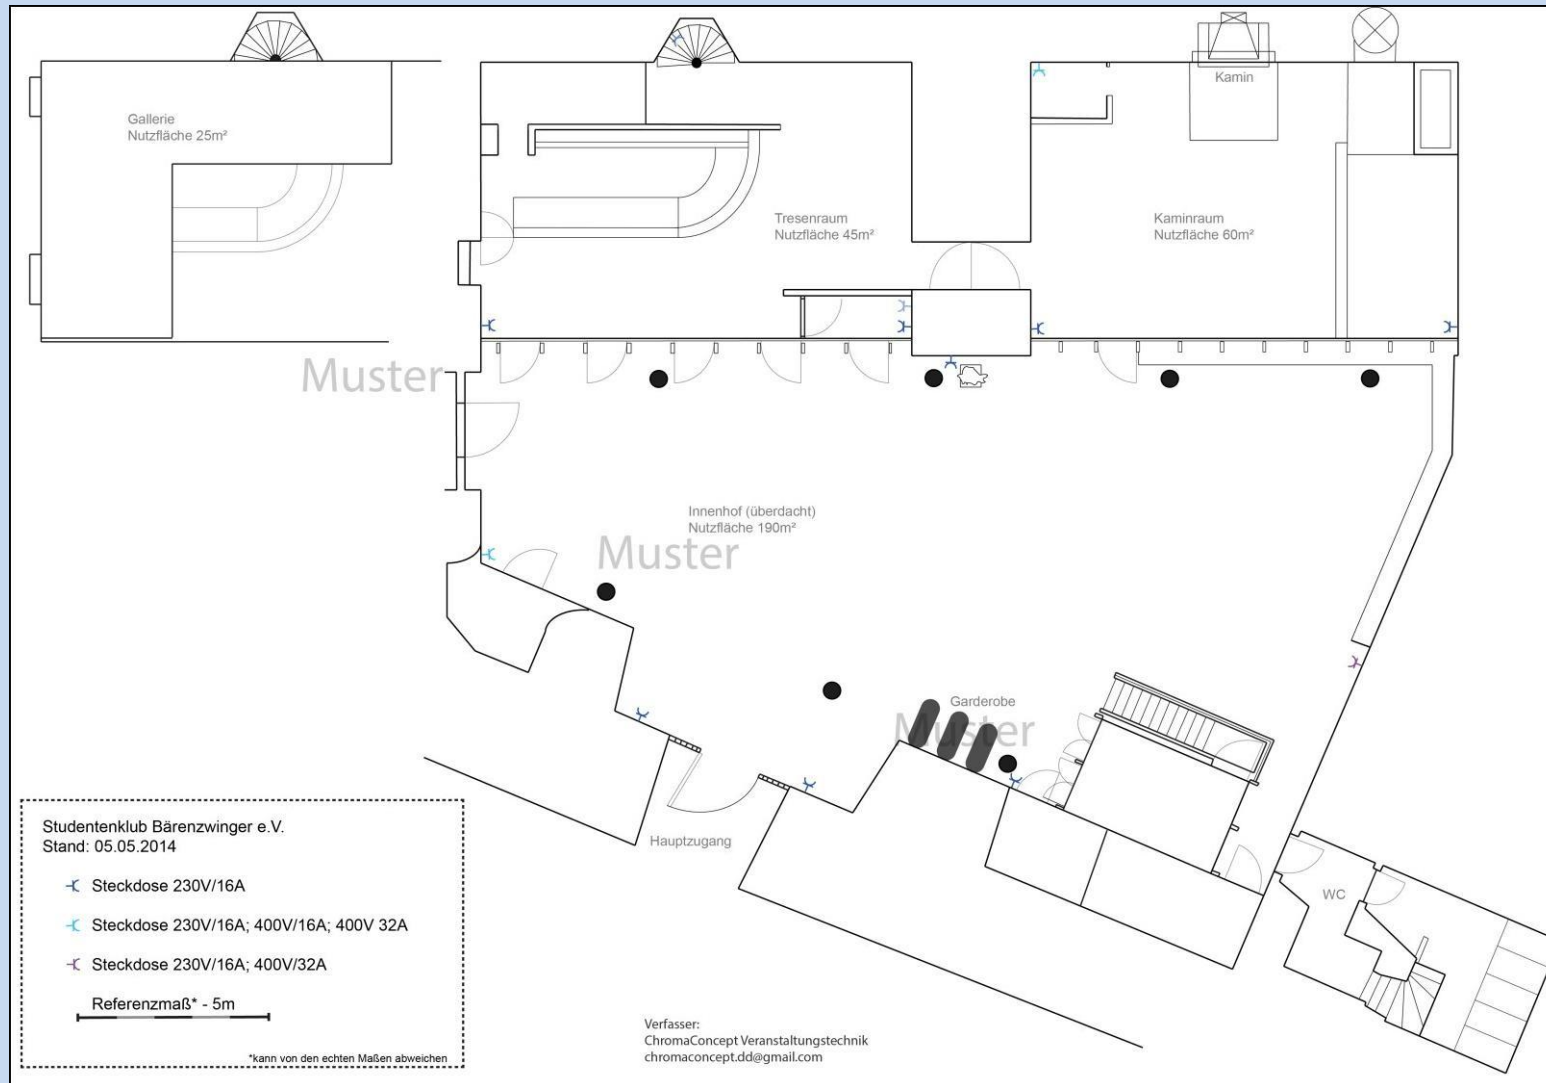 Kamin
Gallerie
Nutzfläche 25m²
Tresenraum
Nutzfläche 45m²
Kaminraum
Nutzfläche 60m²
Muster
Innenhof (überdacht)
Nutzfläche 190m²
Muster
Garderobe
Muster
Hauptzugang
WC
Studentenklub Bärenzwinger e.V.
Stand: 05.05.2014
Steckdose 230V/16A
Steckdose 230V/16A; 400V/16A; 400V 32A
Steckdose 230V/16A; 400V/32A
Referenzmaß* - 5m
*kann von den echten Maßen abweichen
Verfasser:
ChromaConcept Veranstaltungstechnik
chromaconcept.dd@gmail.com